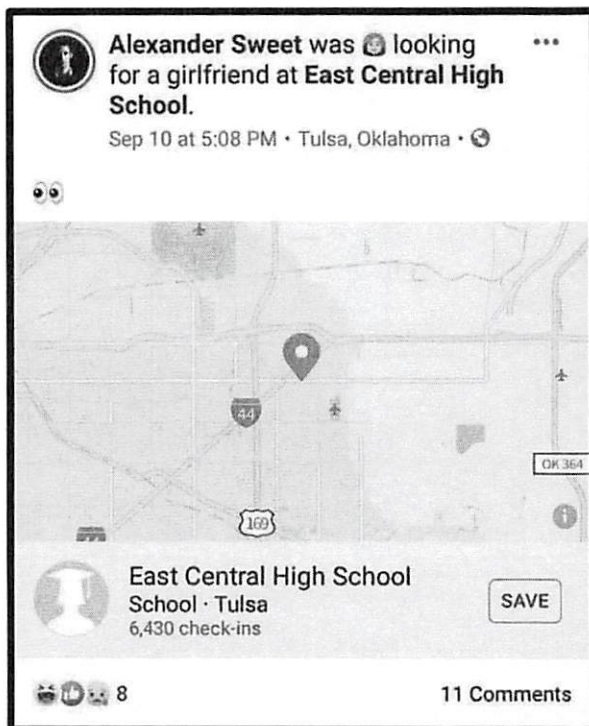 Alexander Sweet was looking
for a girlfriend at East Central High
School.
Sep 10 at 5:08 PM • Tulsa, Oklahoma •
44
OK 364
169
44
East Central High School
School · Tulsa
6,430 check-ins
SAVE
8
11 Comments